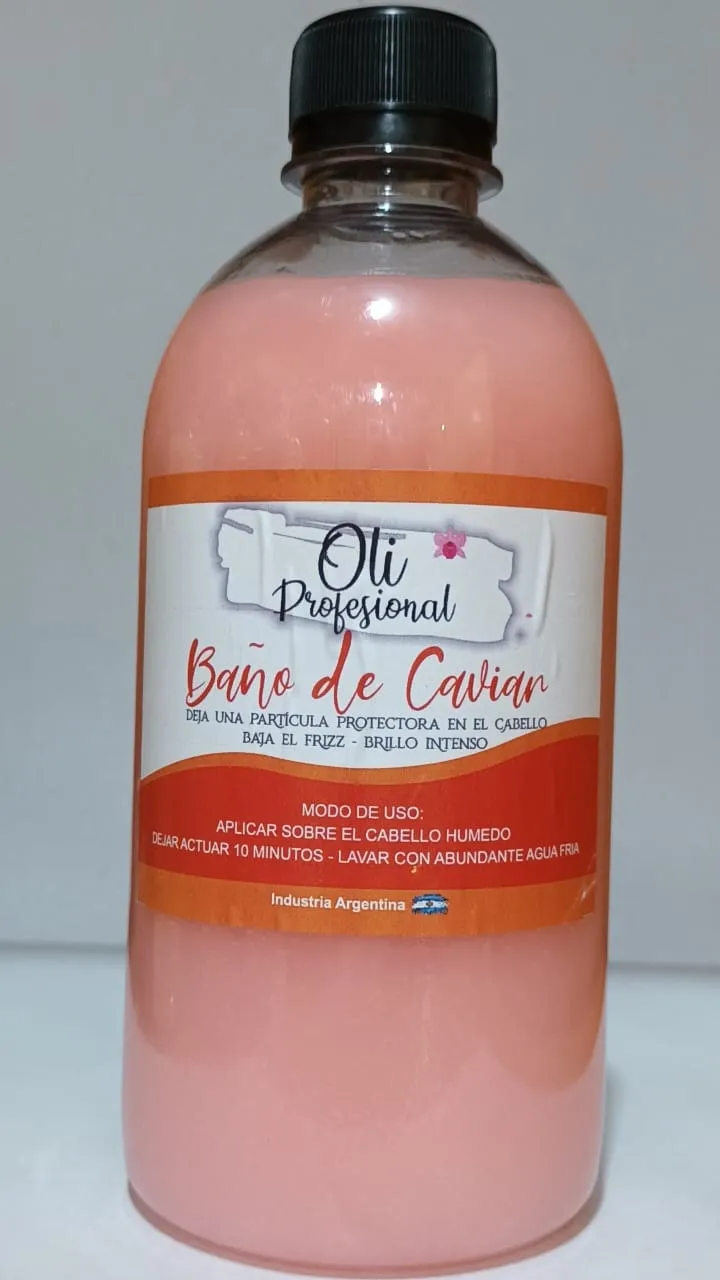 Oli
Profesional
Baño de Caviar
DEJA UNA PARTÍCULA PROTECTORA EN EL CABELLO
BAJA EL FRIZZ - BRILLO INTENSO
MODO DE USO:
APLICAR SOBRE EL CABELLO HUMEDO
DEJAR ACTUAR 10 MINUTOS - LAVAR CON ABUNDANTE AGUA FRIA
Industria Argentina